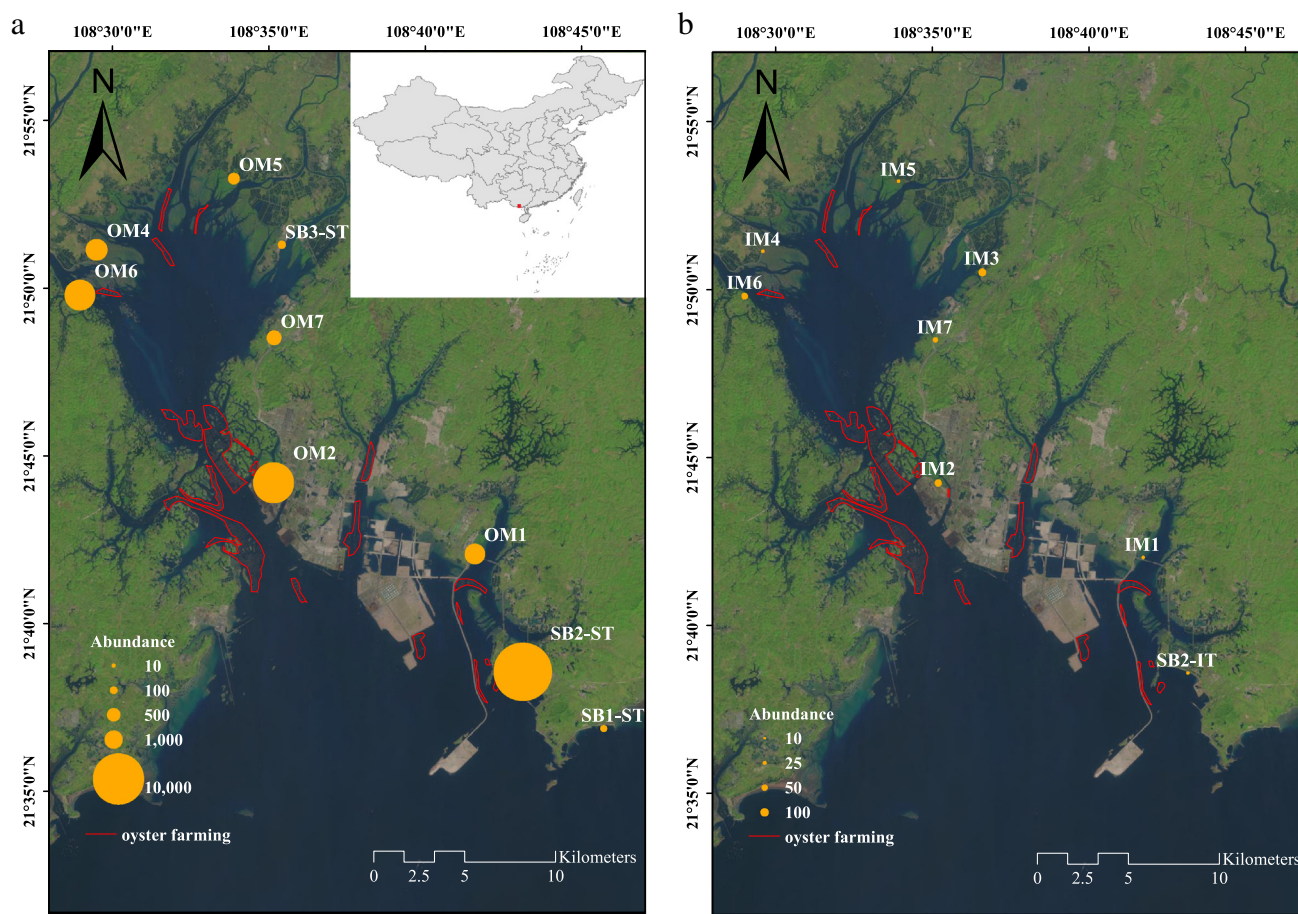 a
108°30'0"E 108°35'0"E 108°40'0"E 108°45'0"E
N
21°55'0"N
21°50'0"N
21°45'0"N
21°40'0"N
21°35'0"N
OM5
OM4
SB3-ST
OM6
OM7
OM2
OM1
SB2-ST
SB1-ST
Abundance
10
100
500
1,000
10,000
oyster farming
Kilometers
0 2.5 5 10
b
108°30'0"E 108°35'0"E 108°40'0"E 108°45'0"E
N
21°55'0"N
21°50'0"N
21°45'0"N
21°40'0"N
21°35'0"N
IM5
IM4
IM3
IM6
IM7
IM2
IM1
SB2-IT
Abundance
10
25
50
100
oyster farming
Kilometers
0 2.5 5 10